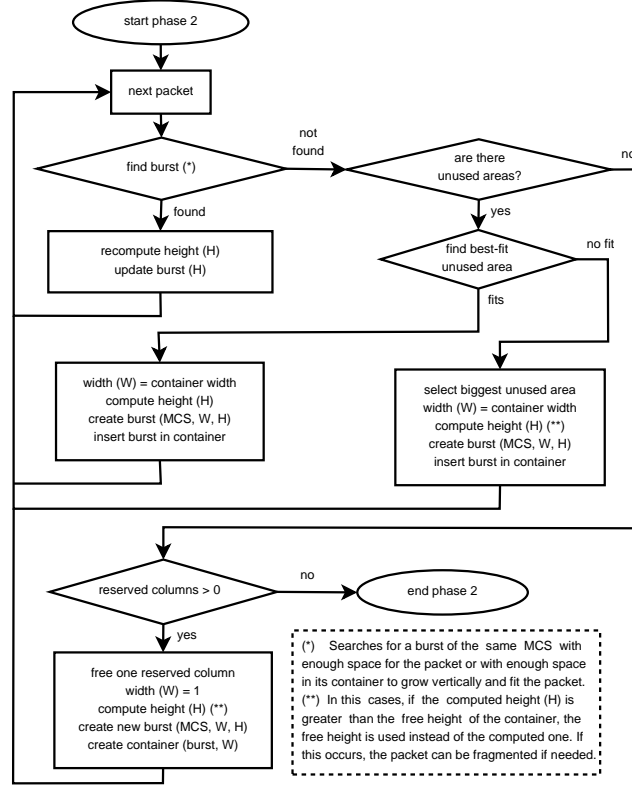 start phase 2
next packet
find burst (*)
not
found
are there
unused areas?
found
yes
recompute height (H)
update burst (H)
find best-fit
unused area
no fit
fits
width (W) = container width
compute height (H)
create burst (MCS, W, H)
insert burst in container
select biggest unused area
width (W) = container width
compute height (H) (**)
create burst (MCS, W, H)
insert burst in container
reserved columns > 0
no
end phase 2
yes
free one reserved column
width (W) = 1
compute height (H) (**)
create new burst (MCS, W, H)
create container (burst, W)
(*) Searches for a burst of the same MCS with
enough space for the packet or with enough space
in its container to grow vertically and fit the packet.
(**) In this cases, if the computed height (H) is
greater than the free height of the container, the
free height is used instead of the computed one. If
this occurs, the packet can be fragmented if needed.